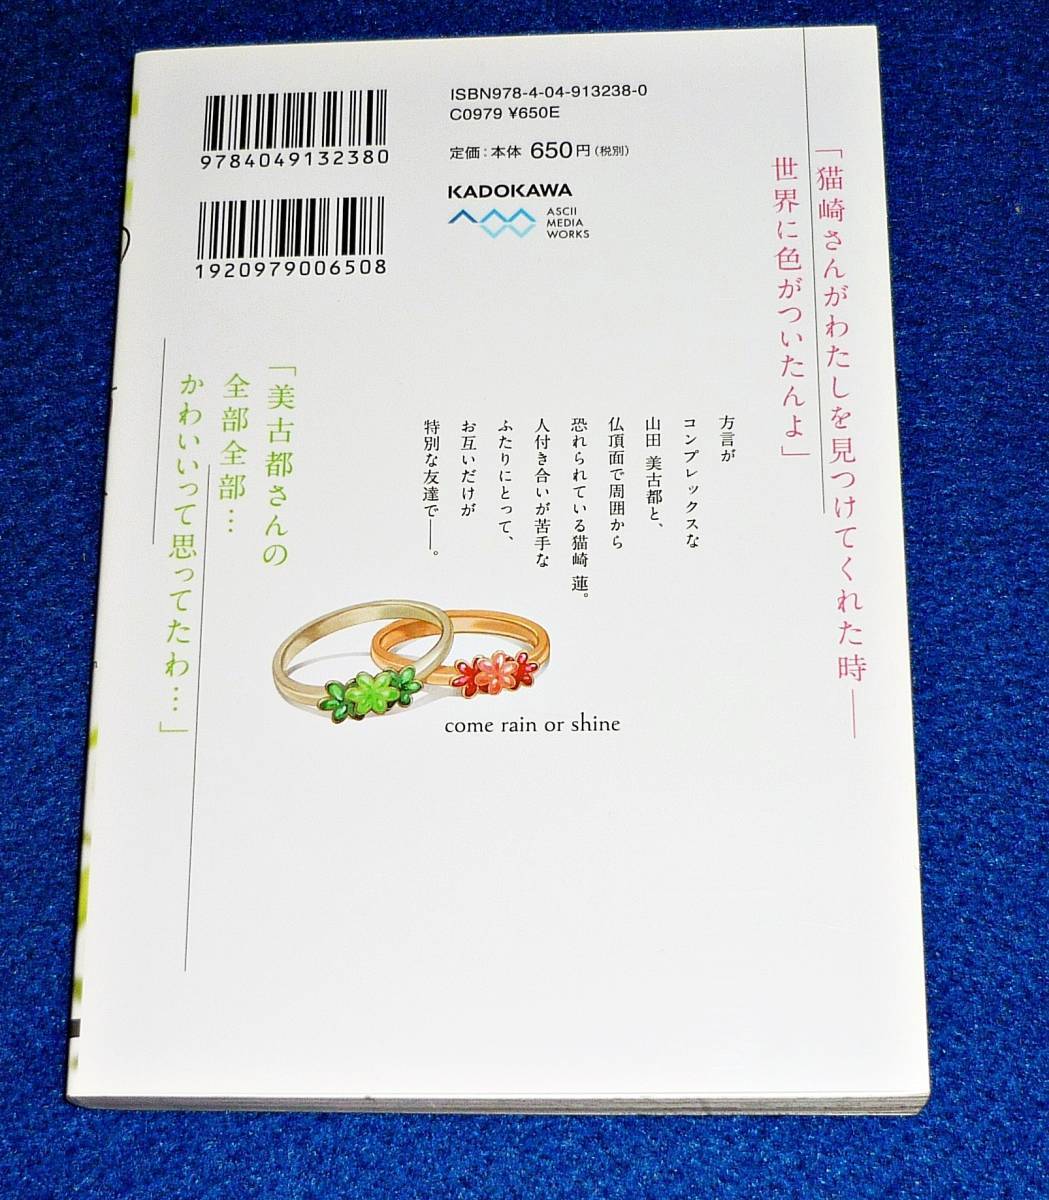 ISBN978-4-04-913238-0
C0979 ¥650E
定価:本体 650円(税別)
KADOKAWA
ASCII
MEDIA
WORKS
9784049132380
1920979006508
「猫崎さんがわたしを見つけてくれた時――
世界に色がついたんよ」
方言が
コンプレックスな
山田 美古都と、
仏頂面で周囲から
恐れられている猫崎 蓮。
人付き合いが苦手な
ふたりにとって、
お互いだけが
特別な友達で――。
「美古都さんの
全部全部…
かわいいって思ってたわ…」
come rain or shine